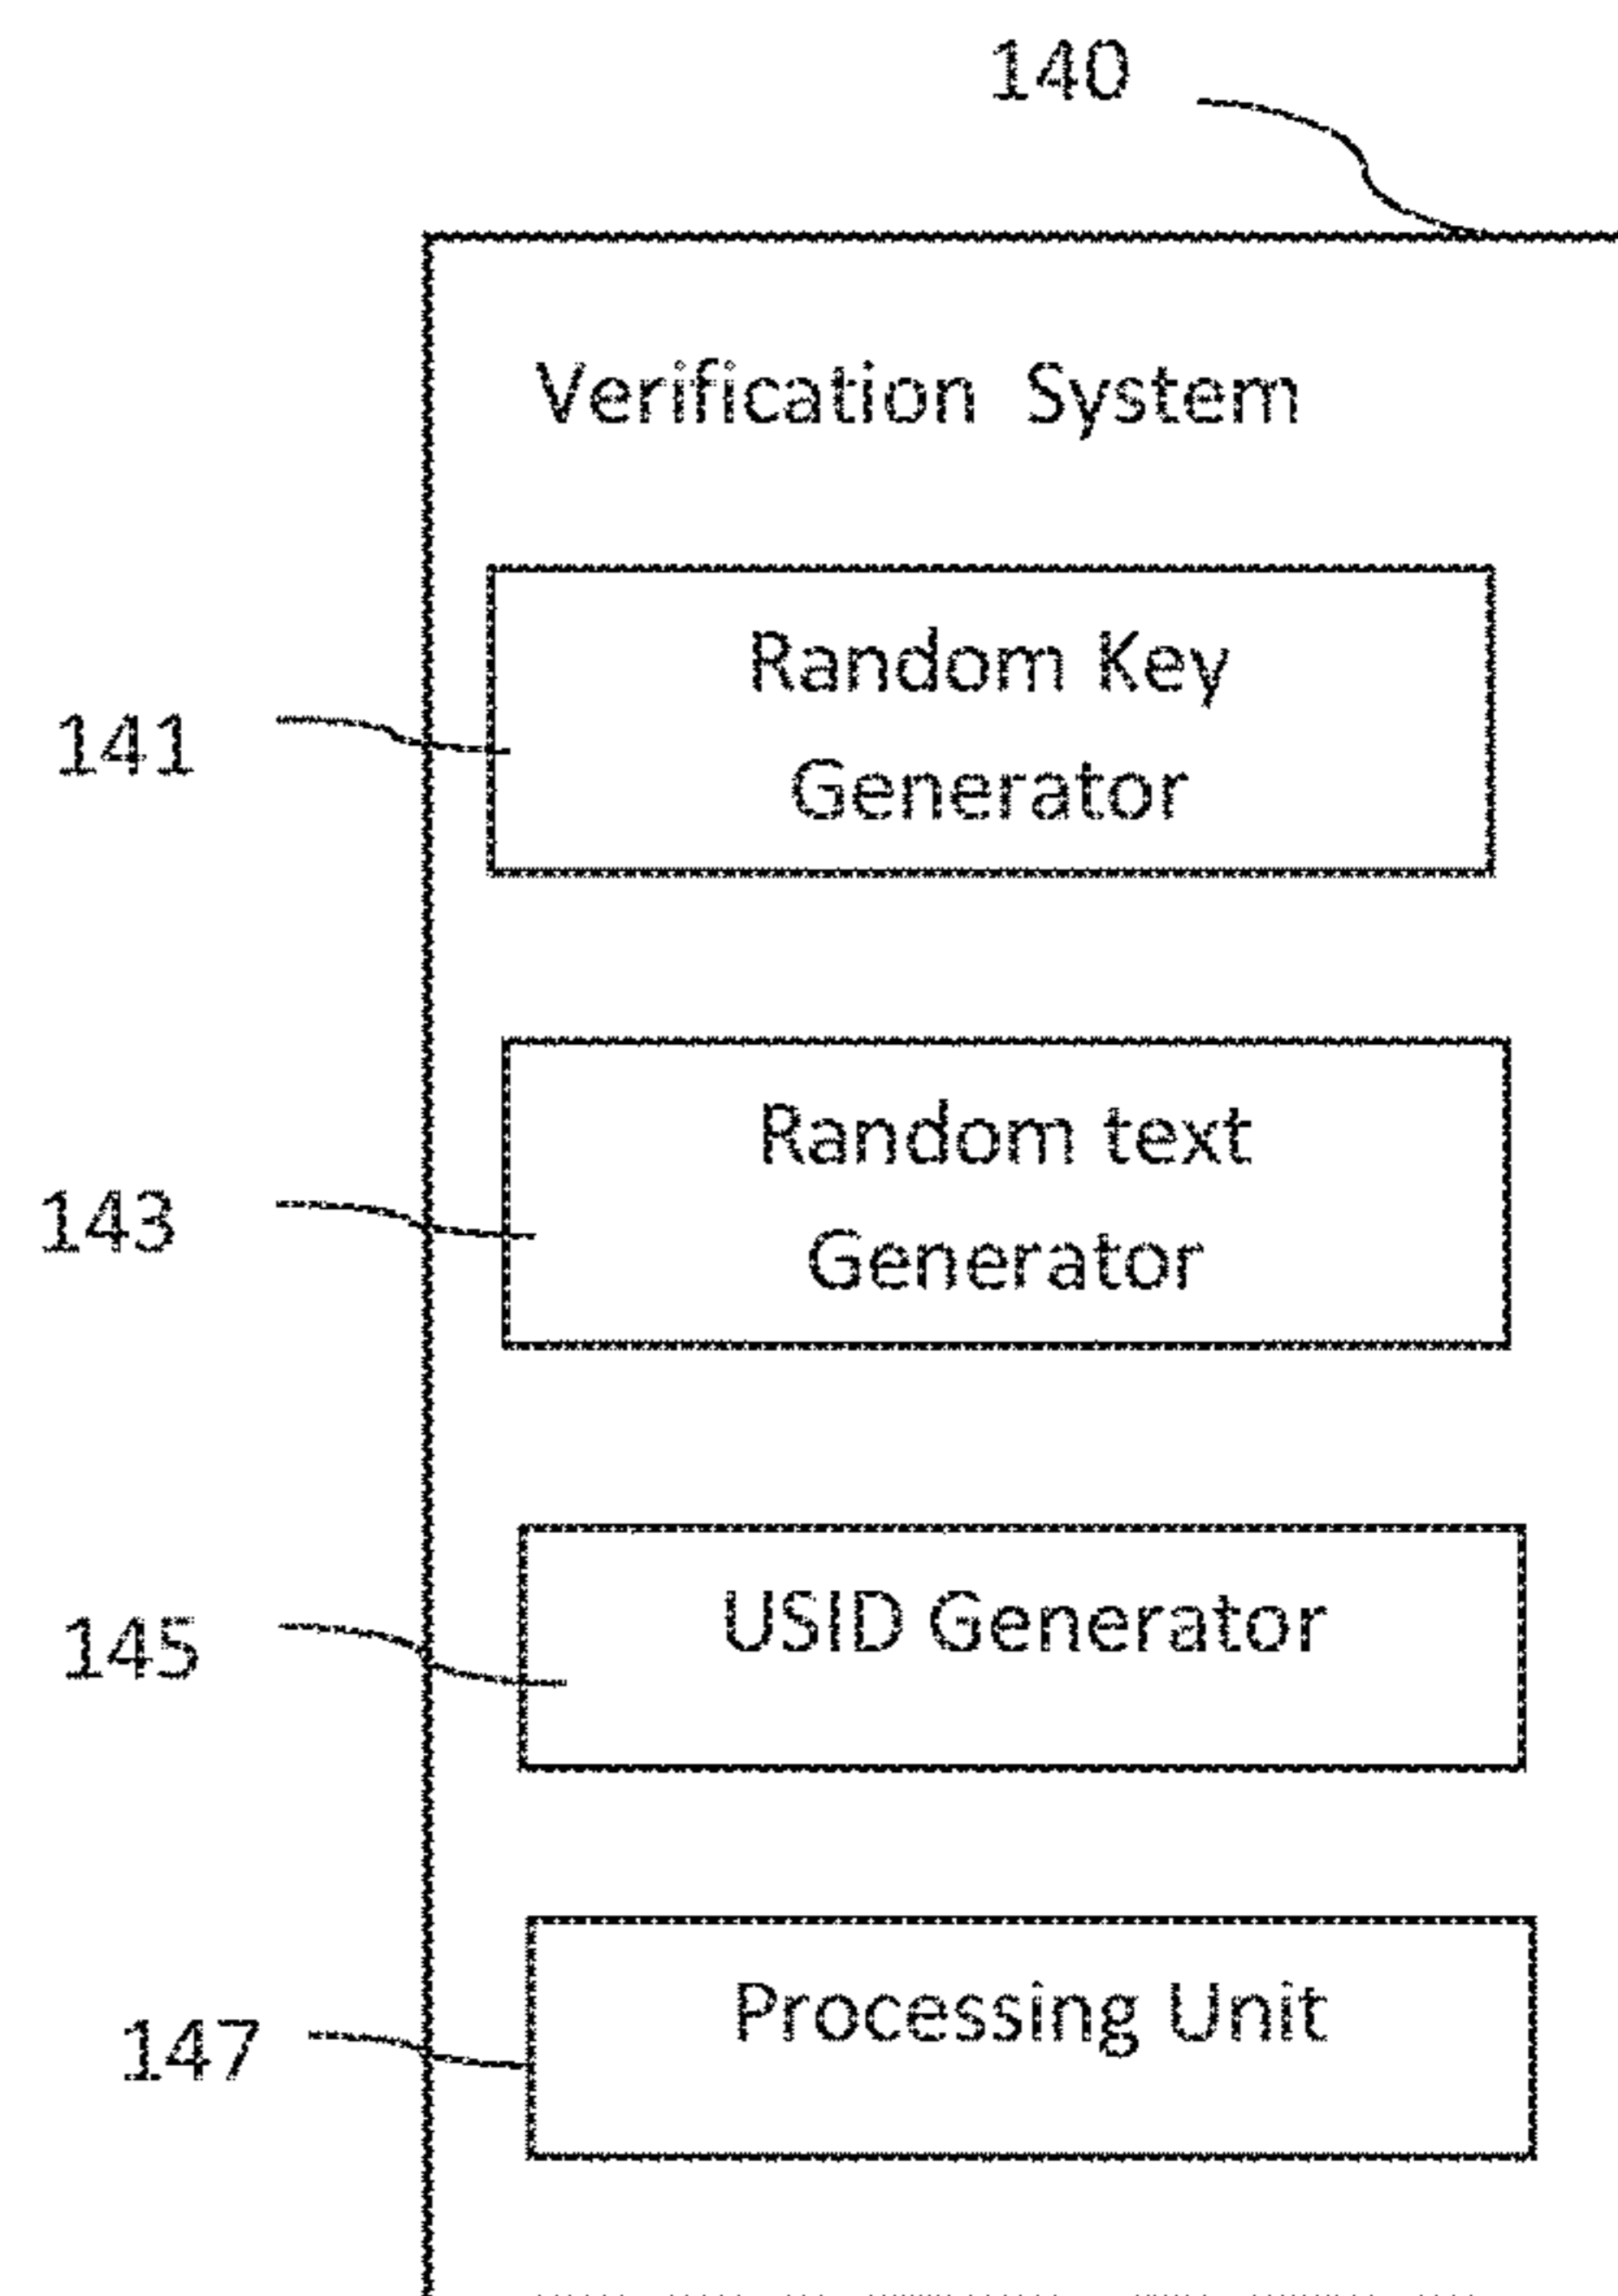 140
Verification System
Random Key
141
Generator
Random text
143
Generator
USID Generator
145
Processing Unit
147